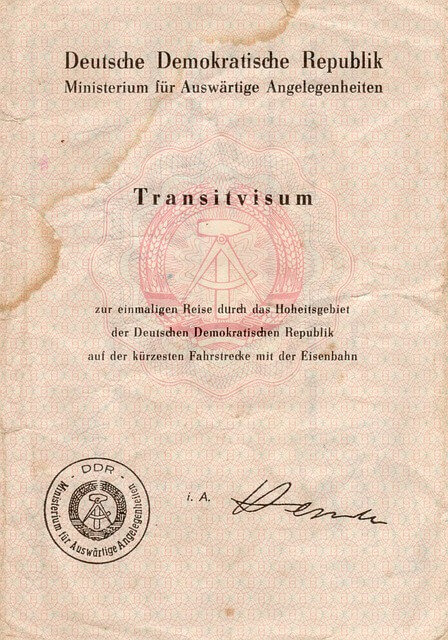 Deutsche Demokratische Republik
Ministerium für Auswärtige Angelegenheiten
Transitvisum
zur einmaligen Reise durch das Hoheitsgebiet
der Deutschen Demokratischen Republik
auf der kürzesten Fahrstrecke mit der Eisenbahn
- DDR -
Ministerium für Auswärtige Angelegenheiten
i. A.